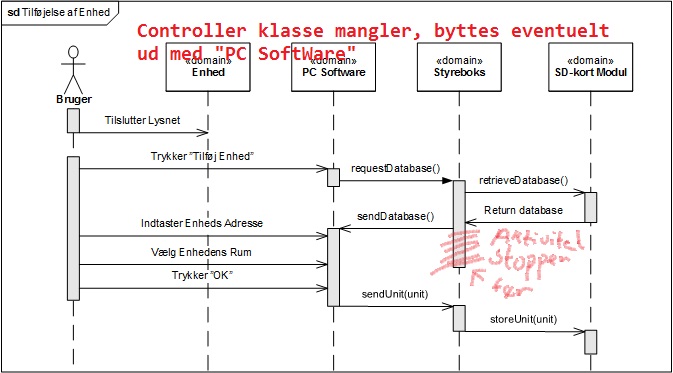 sd Tilføjelse af Enhed
Controller klasse mangler, byttes eventuelt
ud med "PC SoftWare"
«domain»
Enhed
«domain»
PC Software
«domain»
Styreboks
«domain»
SD-kort Modul
Bruger
Tilslutter Lysnet
Trykker "Tilføj Enhed"
requestDatabase()
retrieveDatabase()
Return database
sendDatabase()
Indtaster Enheds Adresse
Aktivitet
stopper
før
Vælg Enhedens Rum
Trykker "OK"
sendUnit(unit)
storeUnit(unit)